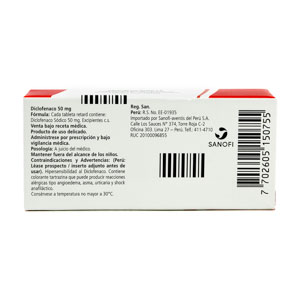 Diclofenaco 50 mg
Fórmula: Cada tableta retard contiene:
Diclofenaco Sódico 50 mg. Excipientes c.s.
Venta bajo receta médica.
Producto de uso delicado.
Adminístrese por prescripción y bajo
vigilancia médica.
Posología: A juicio del médico.
Mantener fuera del alcance de los niños.
Contraindicaciones y Advertencias: (Perú:
Léase prospecto / inserto adjunto antes de
usar). Hipersensibilidad al Diclofenaco.
Contiene tartrazina que puede producir reacciones
alérgicas tipo angioedema, asma, urticaria y shock
anafiláctico.
Consérvese a temperatura no mayor a 30°C.
Reg. San.
Perú: R.S. No. EE-01935
Importado por Sanofi-aventis del Perú S.A.
Calle Los Sauces N° 374, Torre Roja C-2
Oficina 303. Lima 27 – Perú. Telf.: 411-4710
RUC 20100096855
SANOFI
7 702605 150755